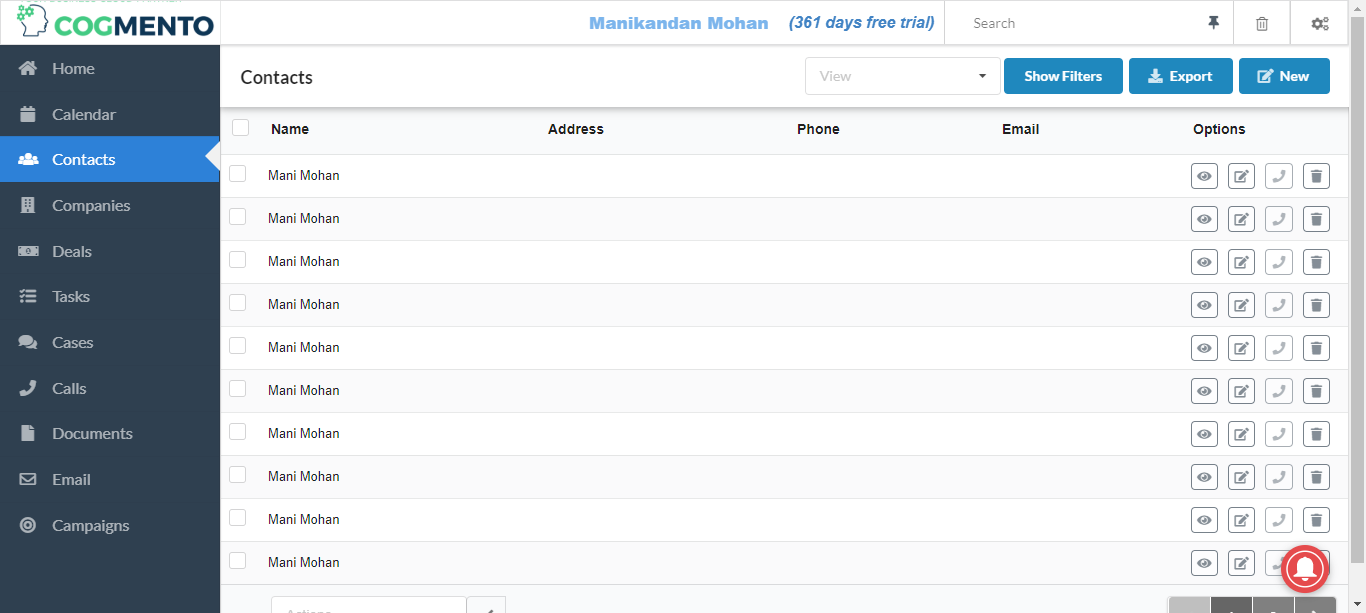 COGMENTO
Manikandan Mohan (361 days free trial) Search
Home
Calendar
Contacts
Companies
Deals
Tasks
Cases
Calls
Documents
Email
Campaigns
Contacts View Show Filters Export New
Name Address Phone Email Options
Mani Mohan
Mani Mohan
Mani Mohan
Mani Mohan
Mani Mohan
Mani Mohan
Mani Mohan
Mani Mohan
Mani Mohan
Mani Mohan